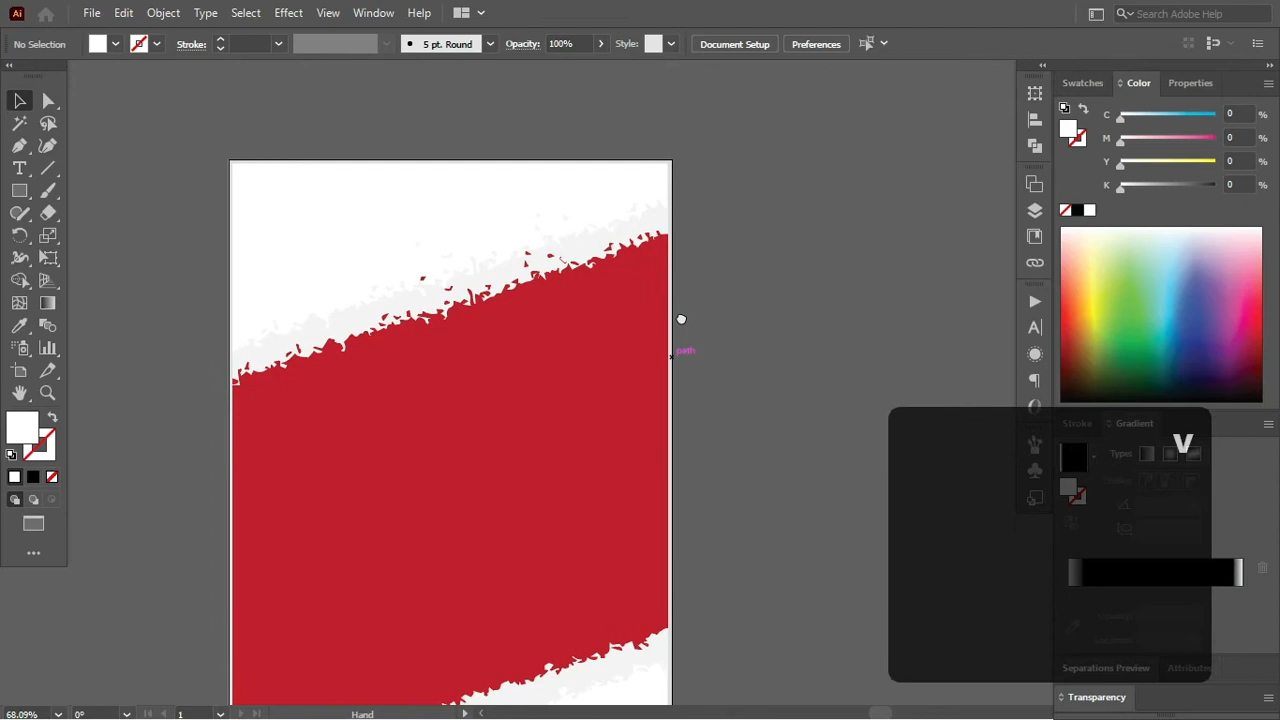 Ai File Edit Object Type Select Effect View Window Help Search Adobe Help
No Selection Stroke: 5 pt. Round Opacity: 100% Style: Document Setup Preferences
Swatches Color Properties
C 0 %
M 0 %
Y 0 %
K 0 %
path
Stroke Gradient
V
Type:
Separations Preview Attributes
Transparency
68.09% 0° 1 Hand